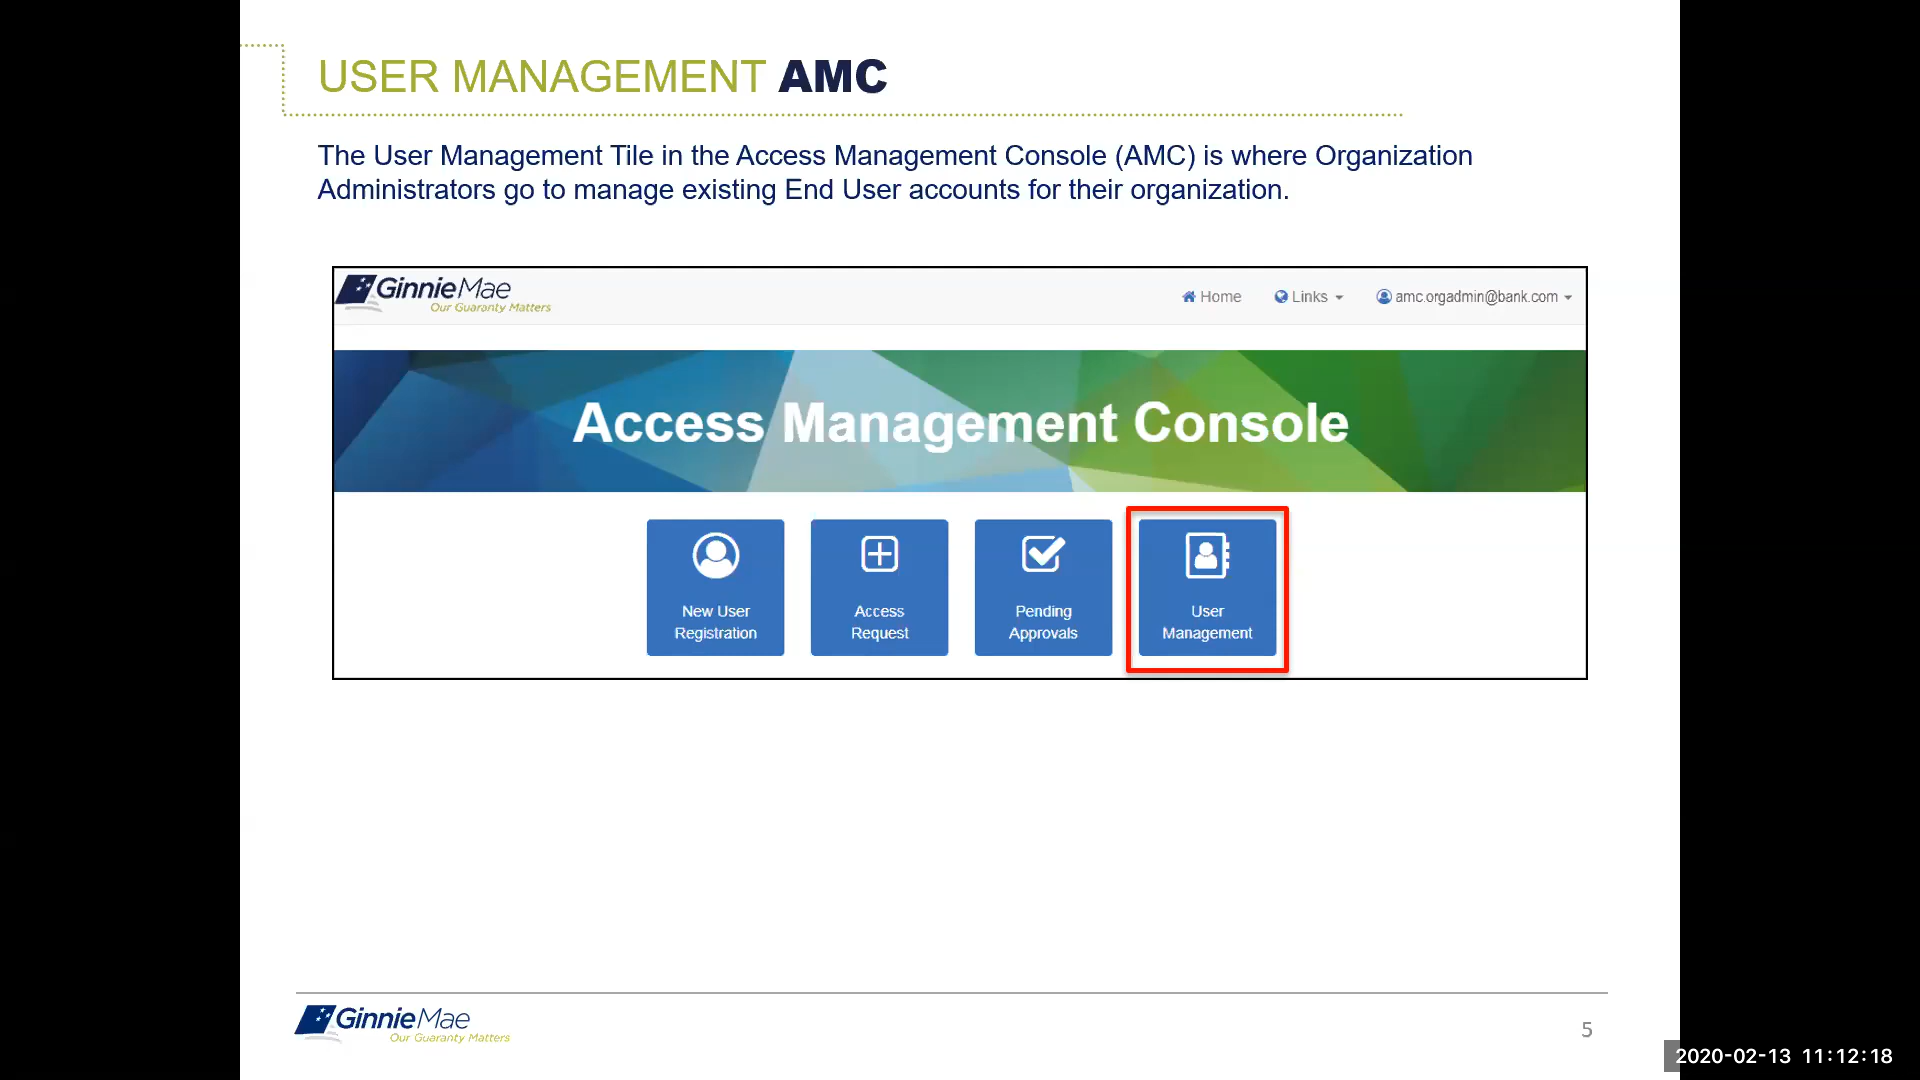 USER MANAGEMENT AMC
The User Management Tile in the Access Management Console (AMC) is where Organization
Administrators go to manage existing End User accounts for their organization.
GinnieMae
Our Guaranty Matters
Home
Links
amc.orgadmin@bank.com
Access Management Console
New User
Registration
Access
Request
Pending
Approvals
User
Management
GinnieMae
Our Guaranty Matters
5
2020-02-13 11:12:18